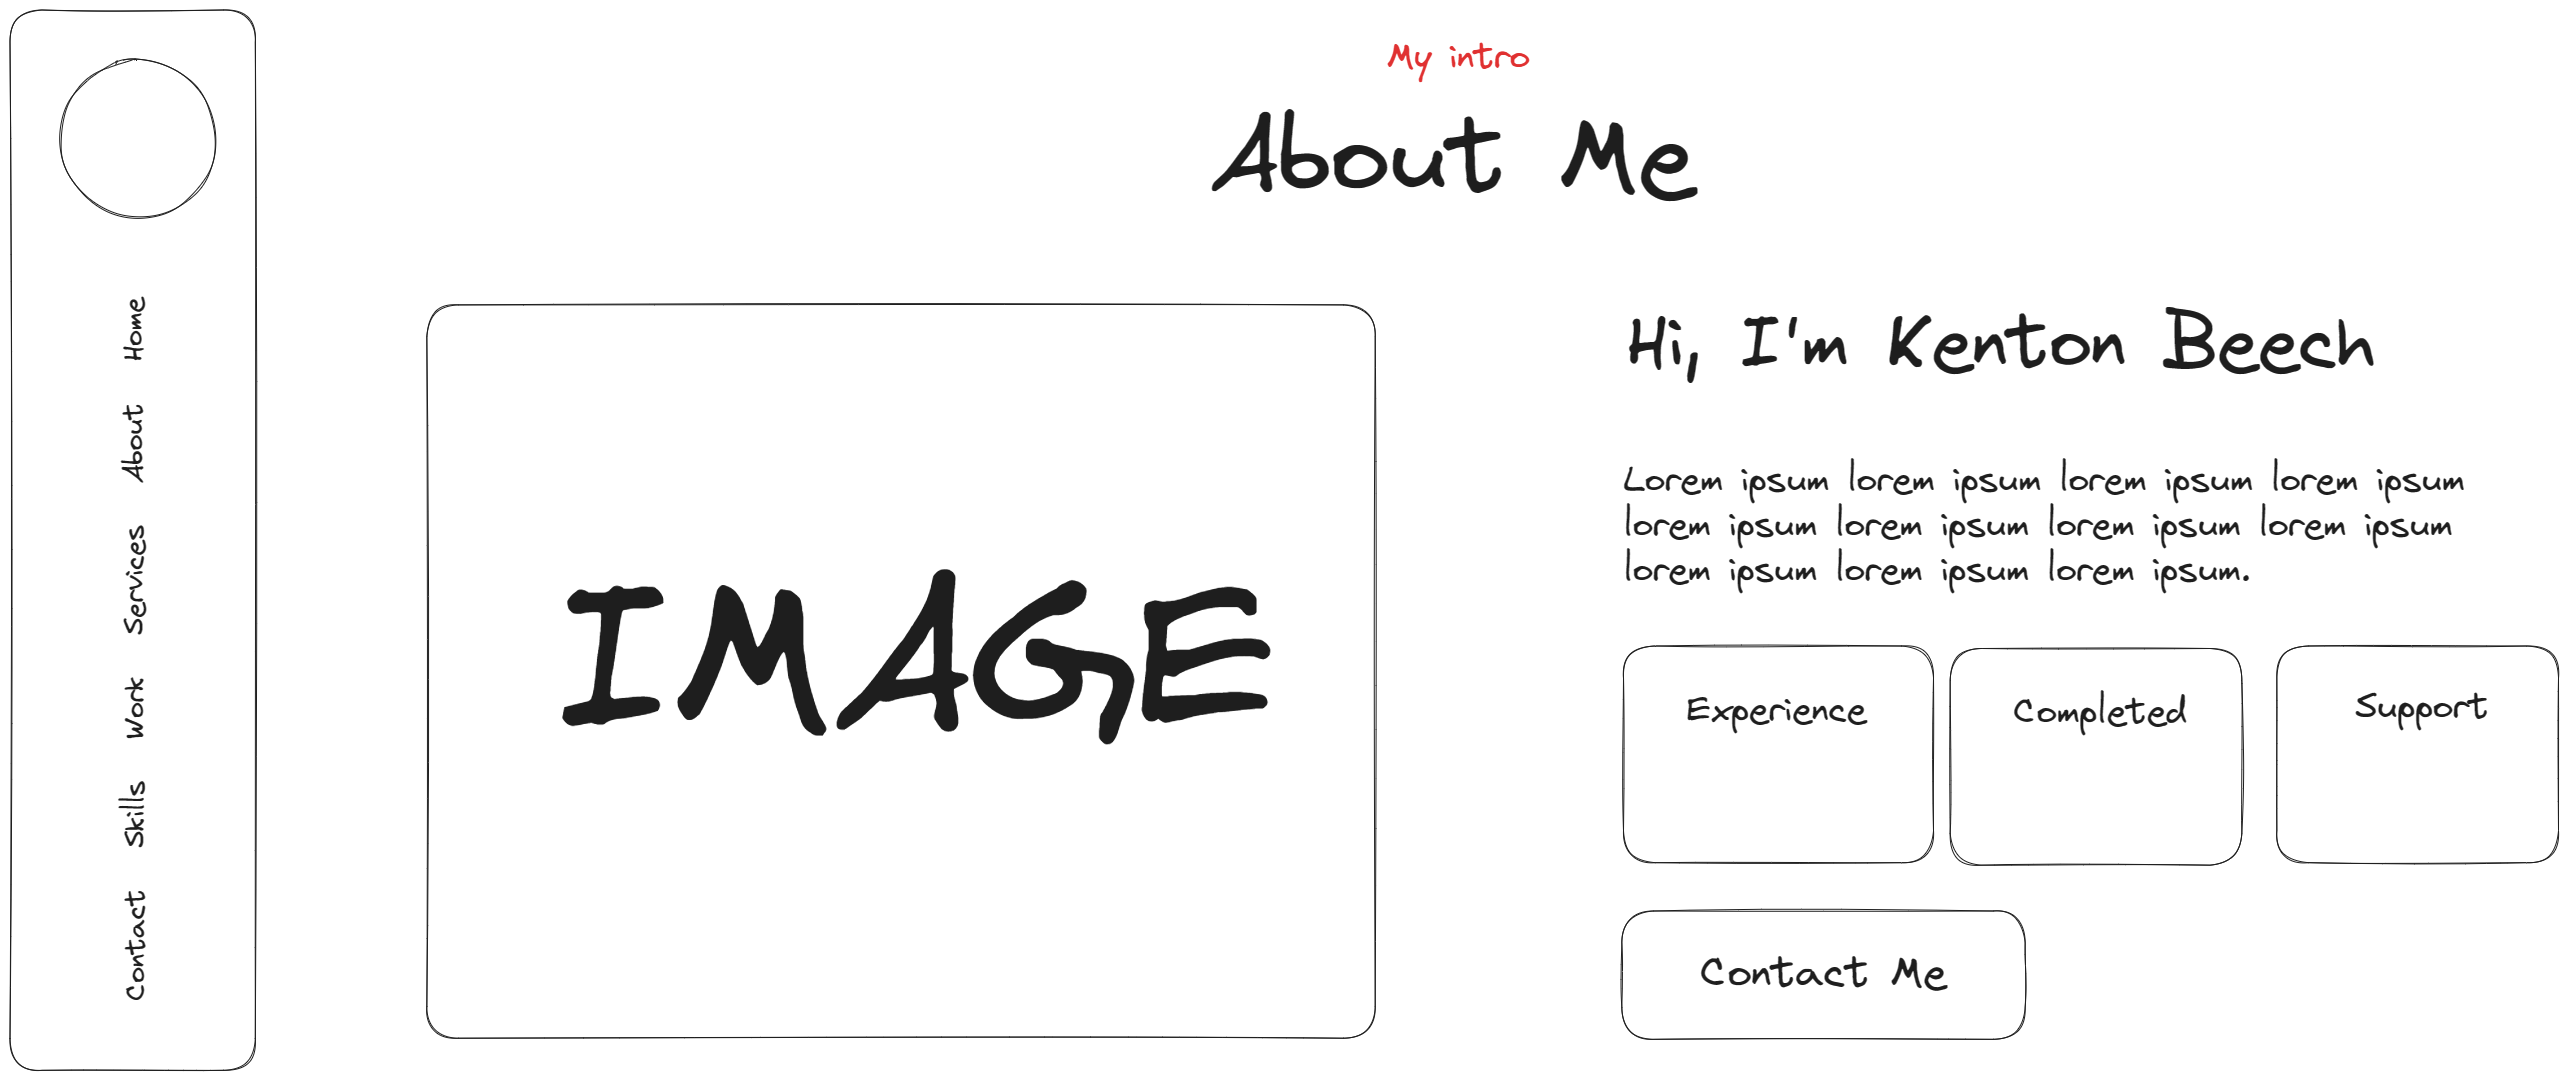 Home
About
Services
Work
Skills
Contact
My intro
About Me
IMAGE
Hi, I'm Kenton Beech
Lorem ipsum lorem ipsum lorem ipsum lorem ipsum
lorem ipsum lorem ipsum lorem ipsum lorem ipsum
lorem ipsum lorem ipsum lorem ipsum.
Experience
Completed
Support
Contact Me